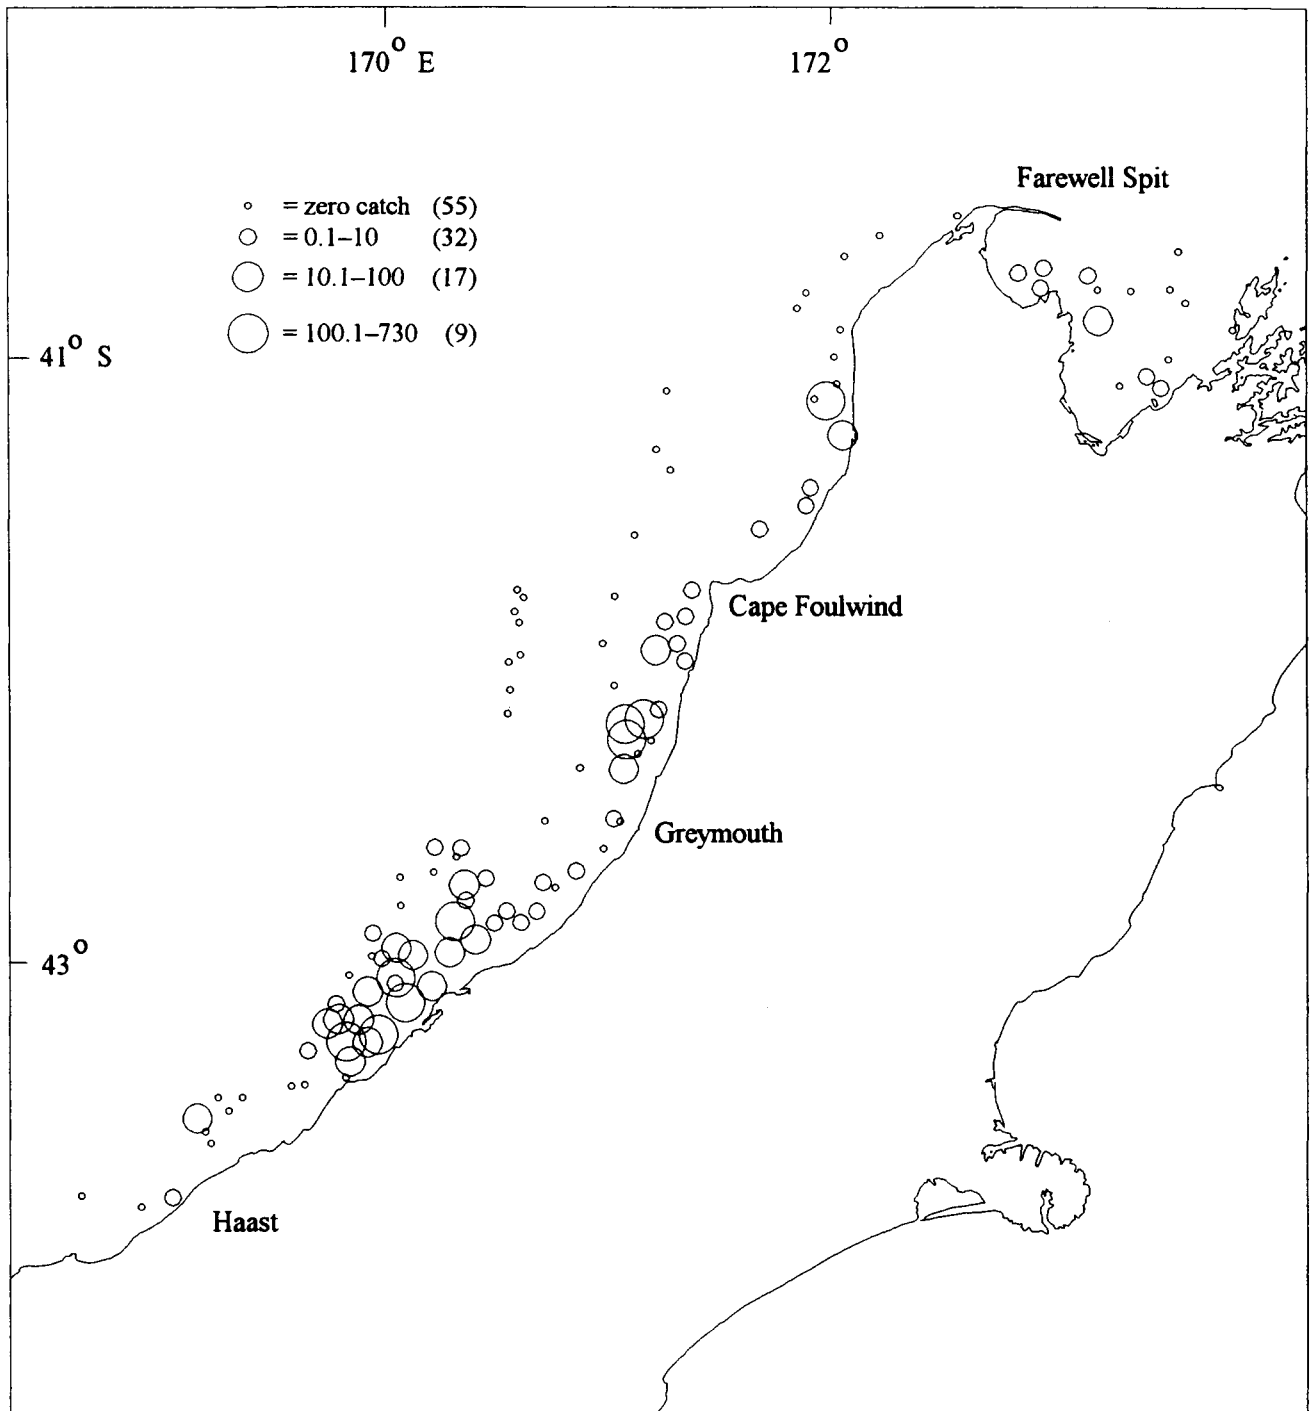 170° E 172°
Farewell Spit
= zero catch (55)
= 0.1–10 (32)
= 10.1–100 (17)
= 100.1–730 (9)
41° S
Cape Foulwind
Greymouth
43°
Haast